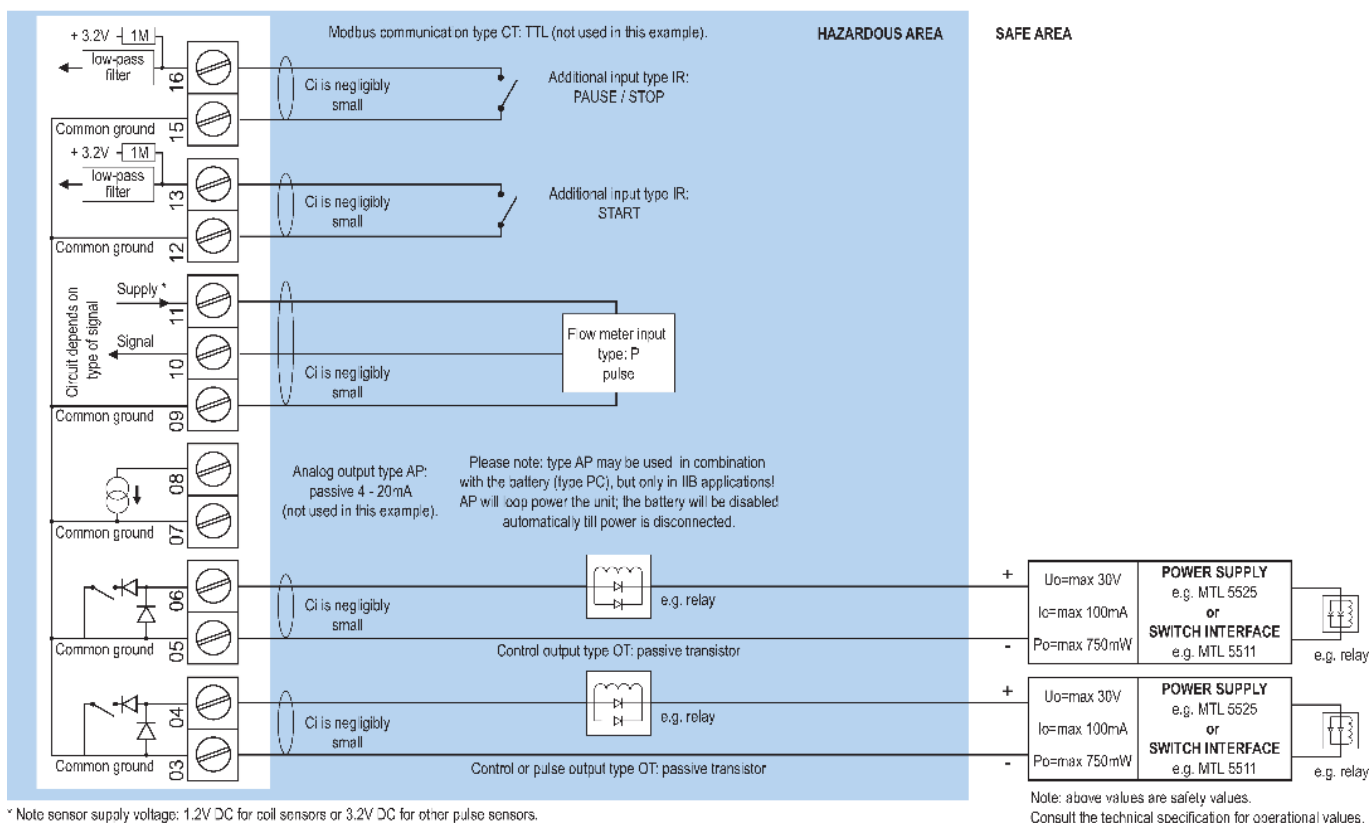 Modbus communication type CT: TTL (not used in this example).
HAZARDOUS AREA
SAFE AREA
+ 3.2V
1M
low-pass
filter
16
Ci is negligibly
small
Additional input type IR:
PAUSE / STOP
Common ground
15
+ 3.2V
1M
low-pass
filter
13
Ci is negligibly
small
Additional input type IR:
START
Common ground
12
Circuit depends on
type of signal
Supply *
11
Signal
10
Ci is negligibly
small
Flow meter input
type: P
pulse
Common ground
09
08
Analog output type AP:
passive 4 - 20mA
(not used in this example).
Please note: type AP may be used in combination
with the battery (type PC), but only in IIB applications!
AP will loop power the unit; the battery will be disabled
automatically till power is disconnected.
Common ground
07
06
Ci is negligibly
small
e.g. relay
+
Uo=max 30V
Io=max 100mA
Po=max 750mW
POWER SUPPLY
e.g. MTL 5525
or
SWITCH INTERFACE
e.g. MTL 5511
e.g. relay
Common ground
05
Control output type OT: passive transistor
-
04
Ci is negligibly
small
e.g. relay
+
Uo=max 30V
Io=max 100mA
Po=max 750mW
POWER SUPPLY
e.g. MTL 5525
or
SWITCH INTERFACE
e.g. MTL 5511
e.g. relay
Common ground
03
Control or pulse output type OT: passive transistor
-
* Note sensor supply voltage: 1.2V DC for coil sensors or 3.2V DC for other pulse sensors.
Note: above values are safety values.
Consult the technical specification for operational values.